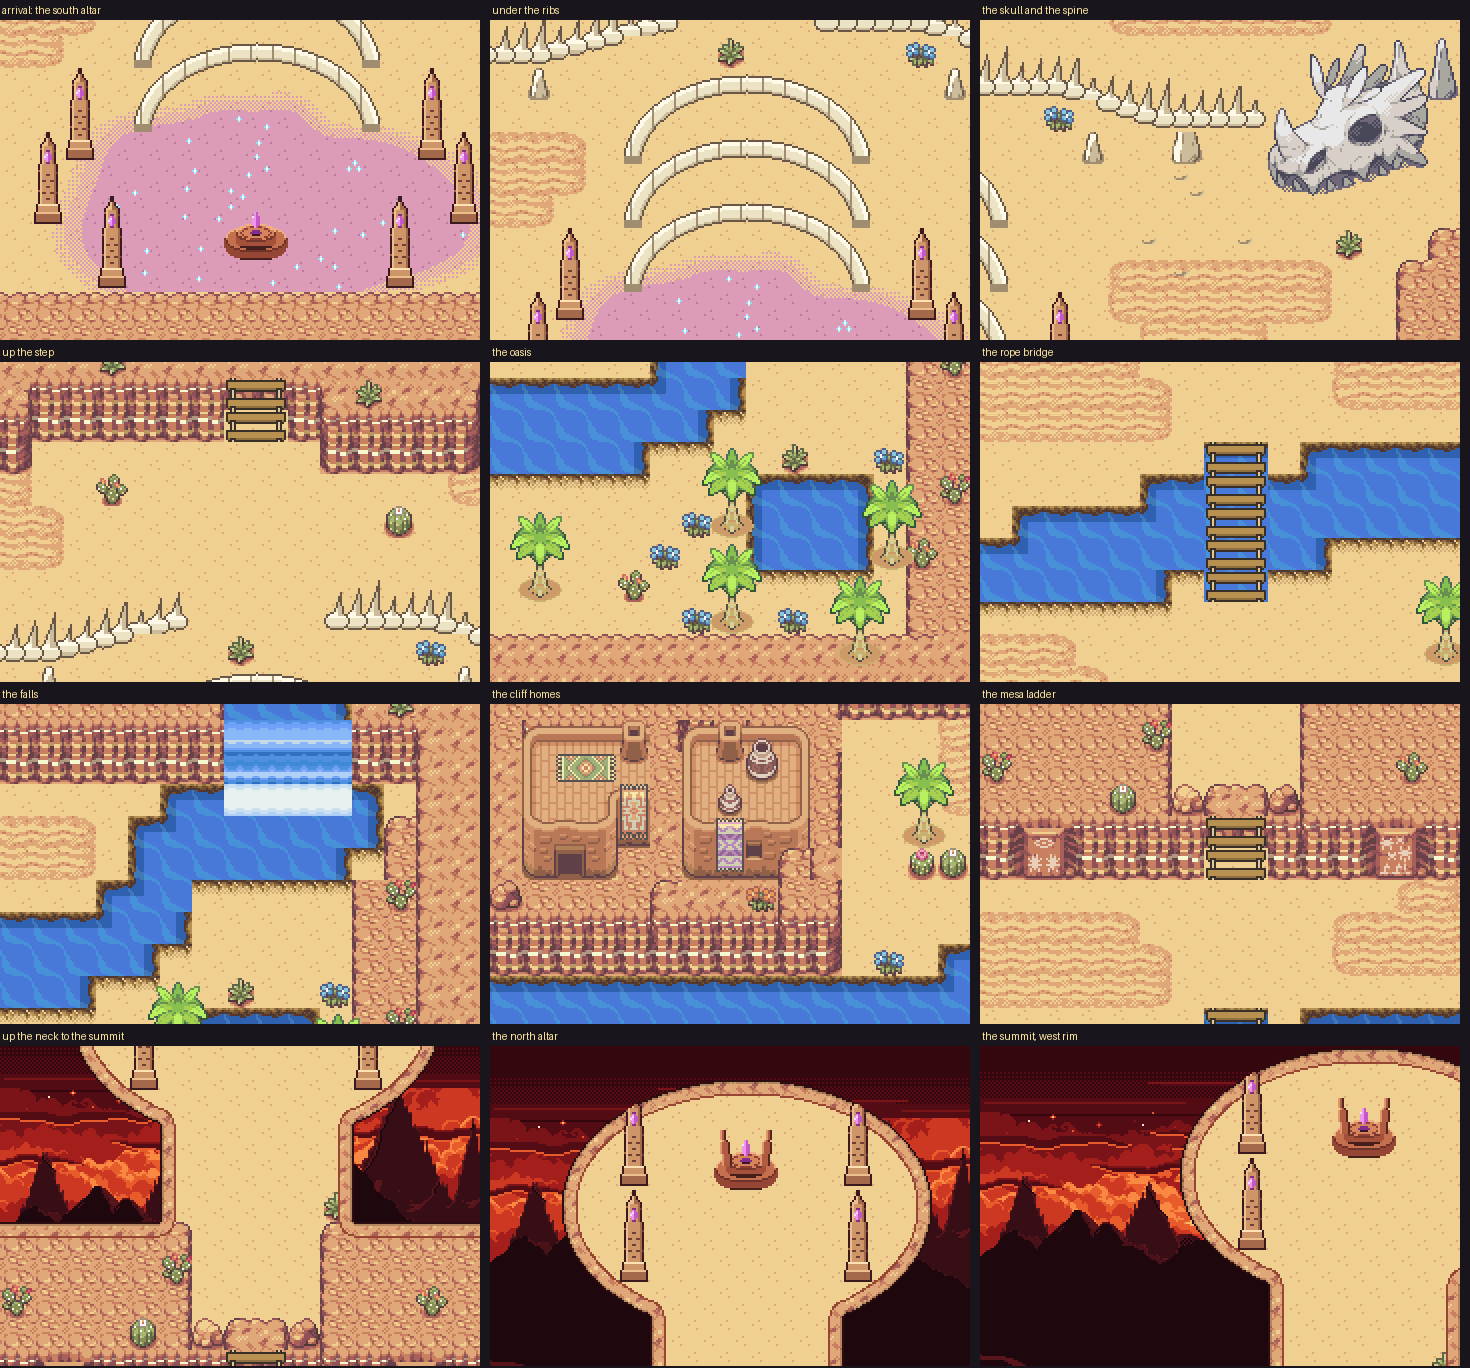 arrival: the south altar
under the ribs
the skull and the spine
up the step
the oasis
the rope bridge
the falls
the cliff homes
the mesa ladder
up the neck to the summit
the north altar
the summit, west rim